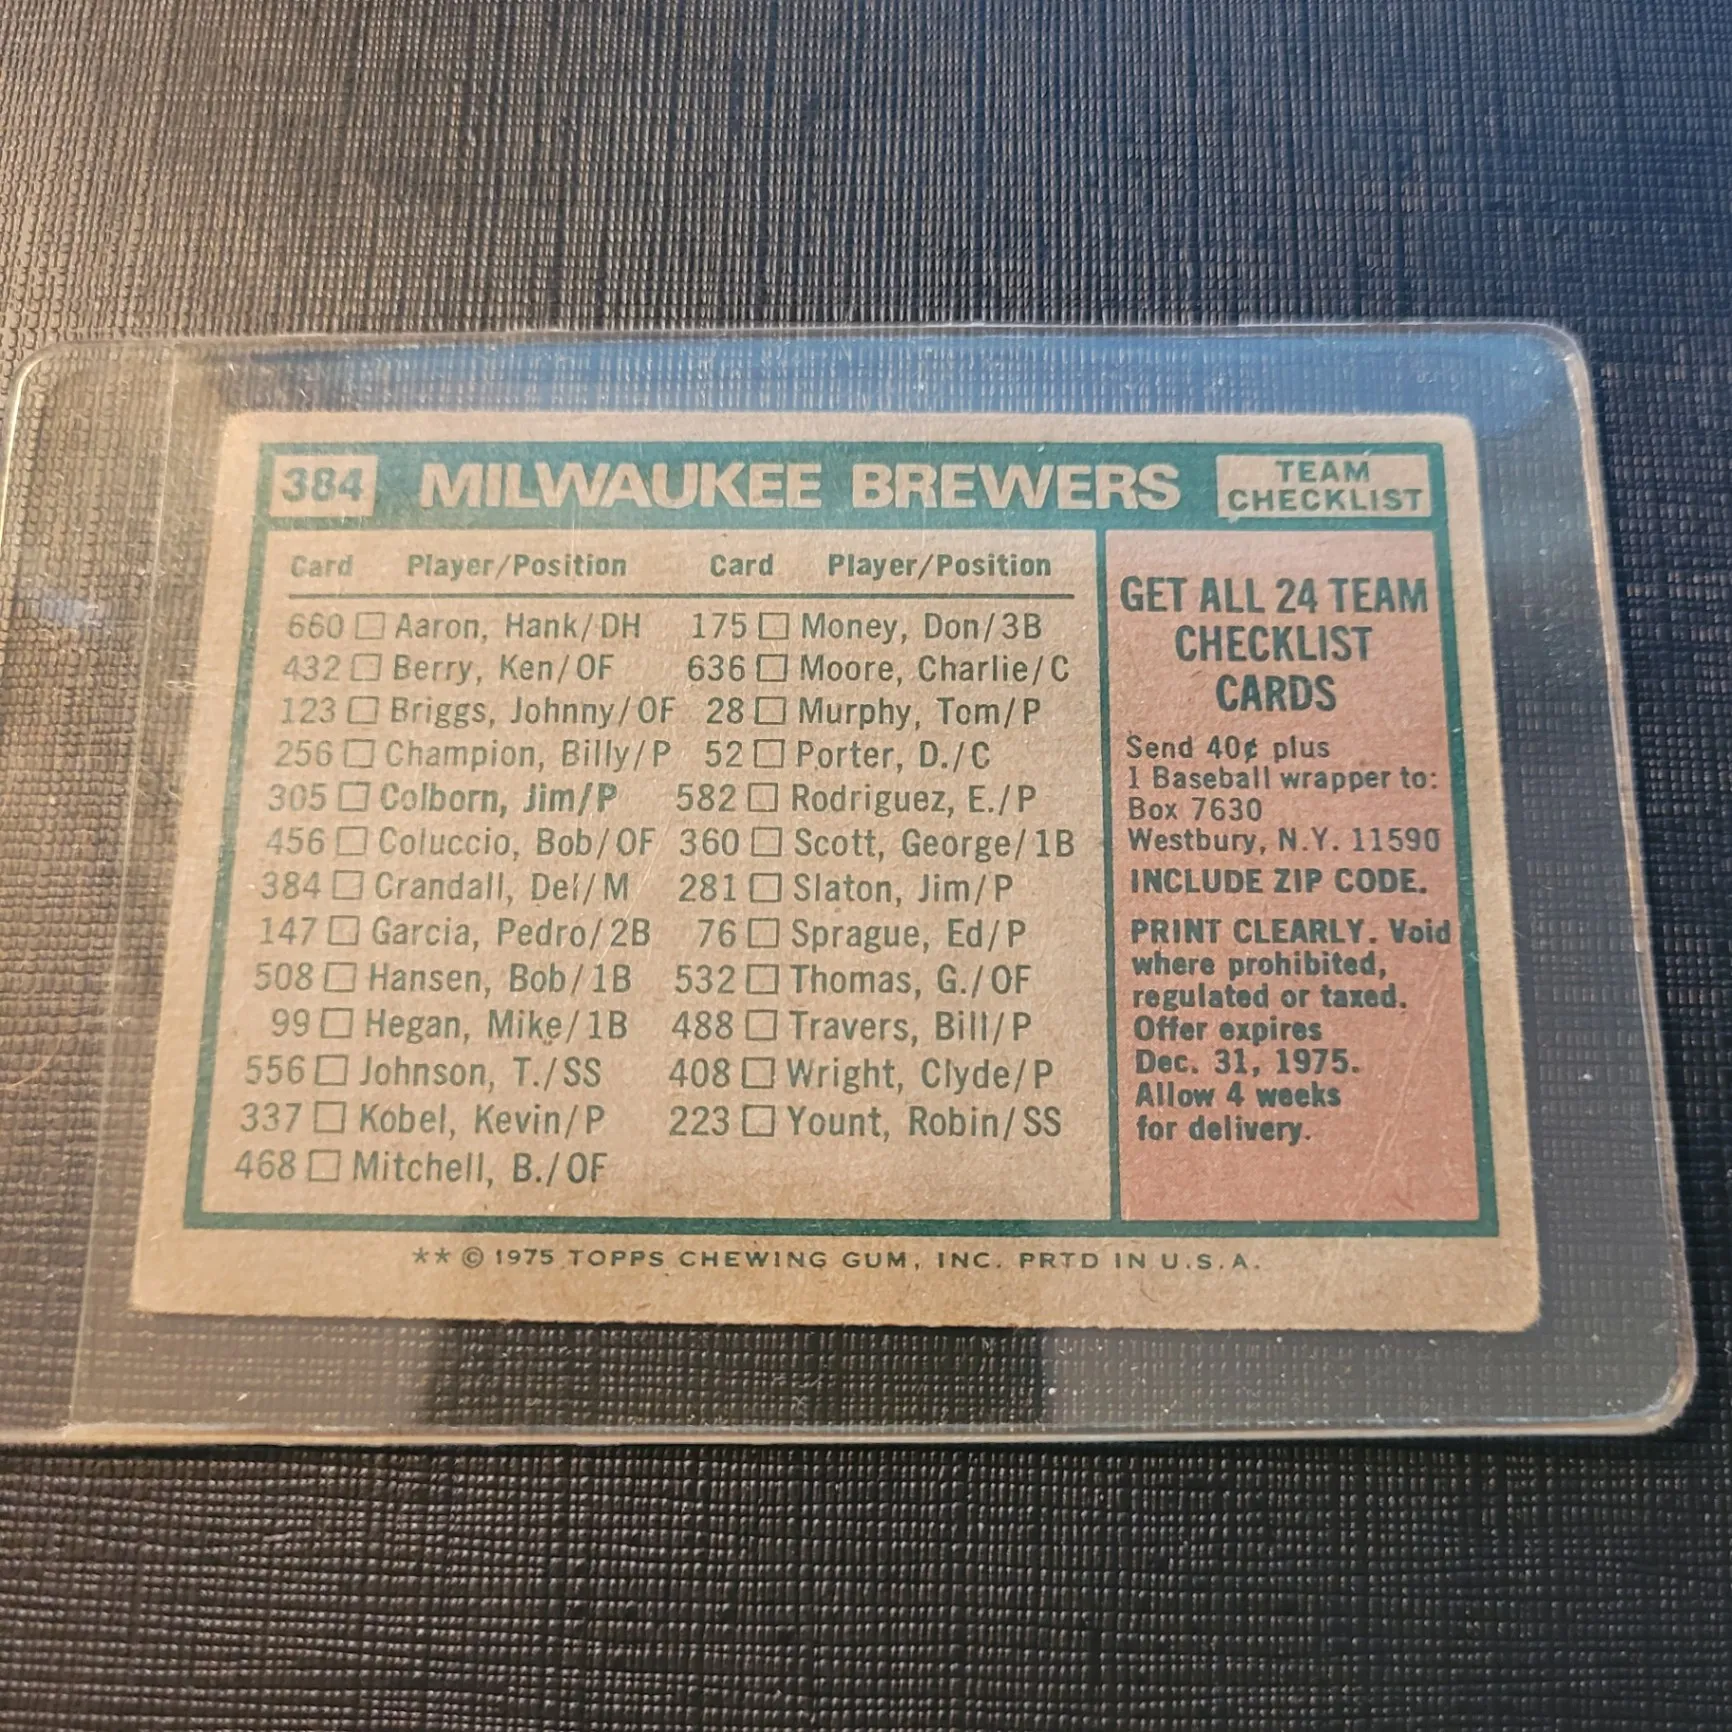 384 MILWAUKEE BREWERS TEAM CHECKLIST
Card Player/Position Card Player/Position
660 □ Aaron, Hank/DH 175 □ Money, Don/3B
432 □ Berry, Ken/OF 636 □ Moore, Charlie/C
123 □ Briggs, Johnny/OF 28 □ Murphy, Tom/P
256 □ Champion, Billy/P 52 □ Porter, D./C
305 □ Colborn, Jim/P 582 □ Rodriguez, E./P
456 □ Coluccio, Bob/OF 360 □ Scott, George/1B
384 □ Crandall, Del/M 281 □ Slaton, Jim/P
147 □ Garcia, Pedro/2B 76 □ Sprague, Ed/P
508 □ Hansen, Bob/1B 532 □ Thomas, G./OF
99 □ Hegan, Mike/1B 488 □ Travers, Bill/P
556 □ Johnson, T./SS 408 □ Wright, Clyde/P
337 □ Kobel, Kevin/P 223 □ Yount, Robin/SS
468 □ Mitchell, B./OF
GET ALL 24 TEAM
CHECKLIST
CARDS
Send 40¢ plus
1 Baseball wrapper to:
Box 7630
Westbury, N.Y. 11590
INCLUDE ZIP CODE.
PRINT CLEARLY. Void
where prohibited,
regulated or taxed.
Offer expires
Dec. 31, 1975.
Allow 4 weeks
for delivery.
** © 1975 TOPPS CHEWING GUM, INC. PRTD IN U.S.A.